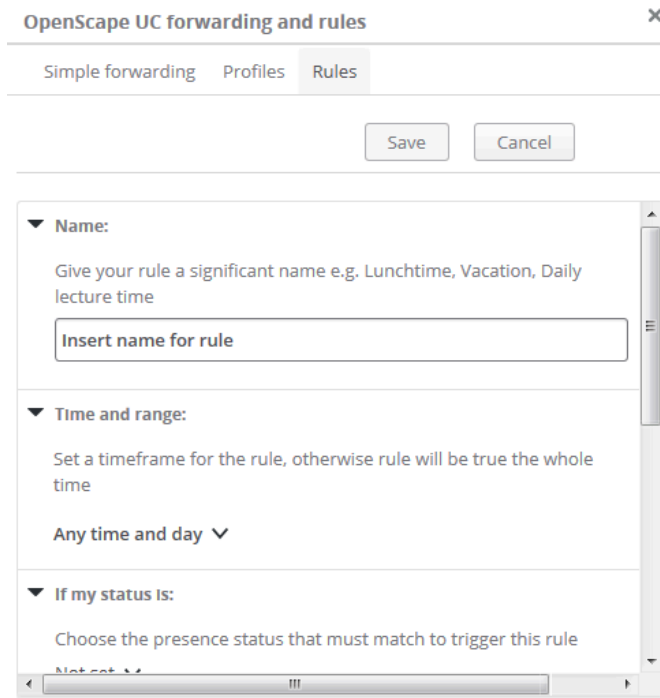 OpenScape UC forwarding and rules
Simple forwarding Profiles Rules
Save Cancel
Name:
Give your rule a significant name e.g. Lunchtime, Vacation, Daily
lecture time
Insert name for rule
Time and range:
Set a timeframe for the rule, otherwise rule will be true the whole
time
Any time and day
If my status is:
Choose the presence status that must match to trigger this rule
Not set